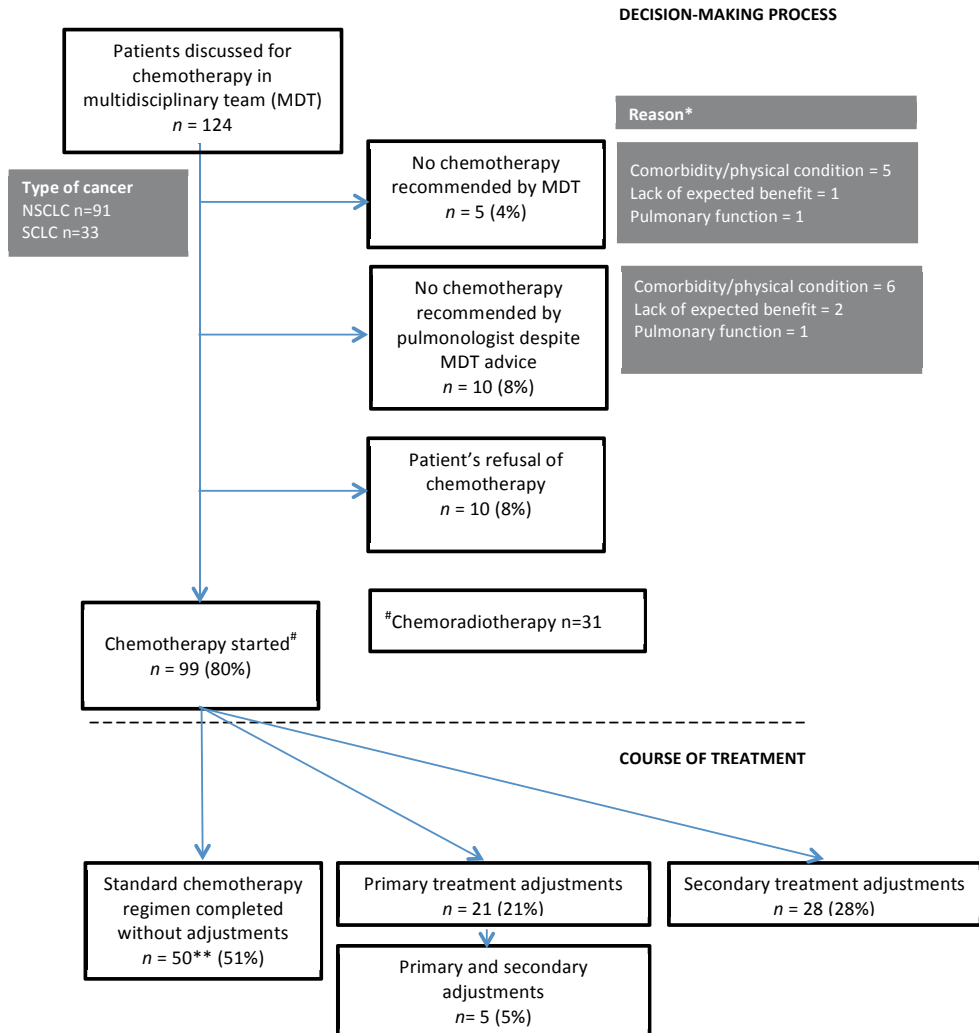 DECISION-MAKING PROCESS
Patients discussed for
chemotherapy in
multidisciplinary team (MDT)
n = 124
Reason*
No chemotherapy
recommended by MDT
n = 5 (4%)
Comorbidity/physical condition = 5
Lack of expected benefit = 1
Pulmonary function = 1
Type of cancer
NSCLC n=91
SCLC n=33
No chemotherapy
recommended by
pulmonologist despite
MDT advice
n = 10 (8%)
Comorbidity/physical condition = 6
Lack of expected benefit = 2
Pulmonary function = 1
Patient's refusal of
chemotherapy
n = 10 (8%)
Chemotherapy started#
n = 99 (80%)
#Chemoradiotherapy n=31
COURSE OF TREATMENT
Standard chemotherapy
regimen completed
without adjustments
n = 50** (51%)
Primary treatment adjustments
n = 21 (21%)
Secondary treatment adjustments
n = 28 (28%)
Primary and secondary
adjustments
n= 5 (5%)